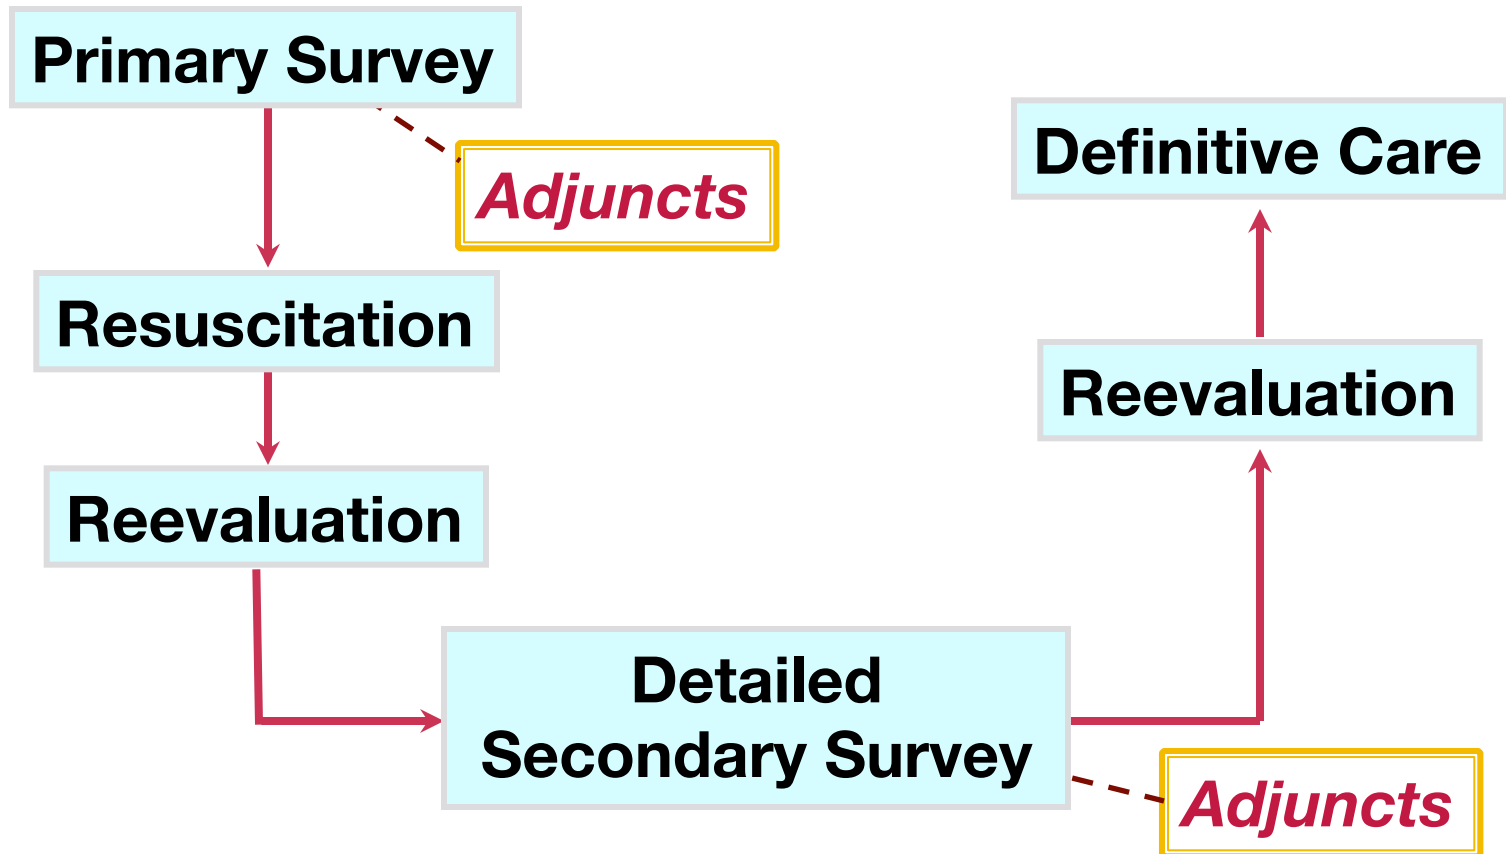 Primary Survey
Adjuncts
Resuscitation
Reevaluation
Detailed
Secondary Survey
Adjuncts
Reevaluation
Definitive Care